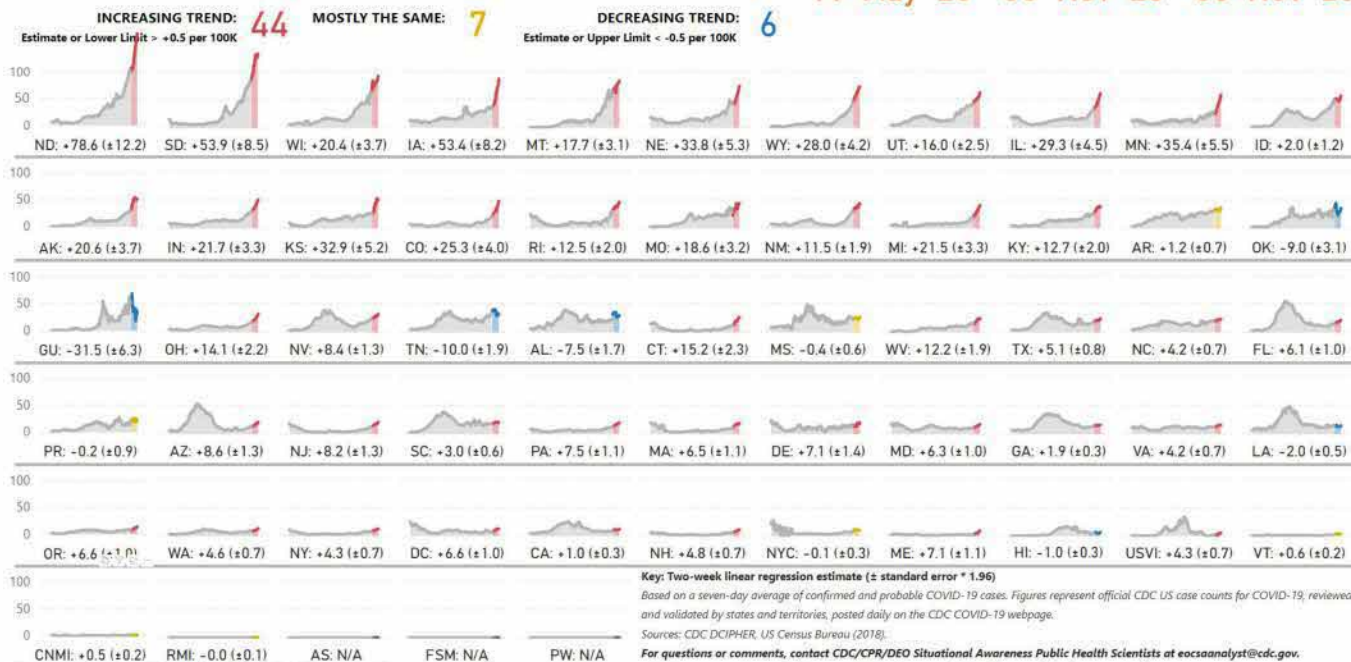 INCREASING TREND: 44 MOSTLY THE SAME: 7 DECREASING TREND: 6
Estimate or Lower Limit > +0.5 per 100K Estimate or Upper Limit < -0.5 per 100K
100
50
0
ND: +78.6 (±12.2) SD: +53.9 (±8.5) WI: +20.4 (±3.7) IA: +53.4 (±8.2) MT: +17.7 (±3.1) NE: +33.8 (±5.3) WY: +28.0 (±4.2) UT: +16.0 (±2.5) IL: +29.3 (±4.5) MN: +35.4 (±5.5) ID: +2.0 (±1.2)
100
50
0
AK: +20.6 (±3.7) IN: +21.7 (±3.3) KS: +32.9 (±5.2) CO: +25.3 (±4.0) RI: +12.5 (±2.0) MO: +18.6 (±3.2) NM: +11.5 (±1.9) MI: +21.5 (±3.3) KY: +12.7 (±2.0) AR: +1.2 (±0.7) OK: -9.0 (±3.1)
100
50
0
GU: -31.5 (±6.3) OH: +14.1 (±2.2) NV: +8.4 (±1.3) TN: -10.0 (±1.9) AL: -7.5 (±1.7) CT: +15.2 (±2.3) MS: -0.4 (±0.6) WV: +12.2 (±1.9) TX: +5.1 (±0.8) NC: +4.2 (±0.7) FL: +6.1 (±1.0)
100
50
0
PR: -0.2 (±0.9) AZ: +8.6 (±1.3) NJ: +8.2 (±1.3) SC: +3.0 (±0.6) PA: +7.5 (±1.1) MA: +6.5 (±1.1) DE: +7.1 (±1.4) MD: +6.3 (±1.0) GA: +1.9 (±0.3) VA: +4.2 (±0.7) LA: -2.0 (±0.5)
100
50
0
OR: +6.6 (±1.0) WA: +4.6 (±0.7) NY: +4.3 (±0.7) DC: +6.6 (±1.0) CA: +1.0 (±0.3) NH: +4.8 (±0.7) NYC: -0.1 (±0.3) ME: +7.1 (±1.1) HI: -1.0 (±0.3) USVI: +4.3 (±0.7) VT: +0.6 (±0.2)
100
50
0
CNMI: +0.5 (±0.2) RMI: -0.0 (±0.1) AS: N/A FSM: N/A PW: N/A
Key: Two-week linear regression estimate (± standard error * 1.96)
Based on a seven-day average of confirmed and probable COVID-19 cases. Figures represent official CDC US case counts for COVID-19, reviewed
and validated by states and territories, posted daily on the CDC COVID-19 webpage.
Sources: CDC DCIPHER, US Census Bureau (2018).
For questions or comments, contact CDC/CPR/DEO Situational Awareness Public Health Scientists at eocsaanalyst@cdc.gov.